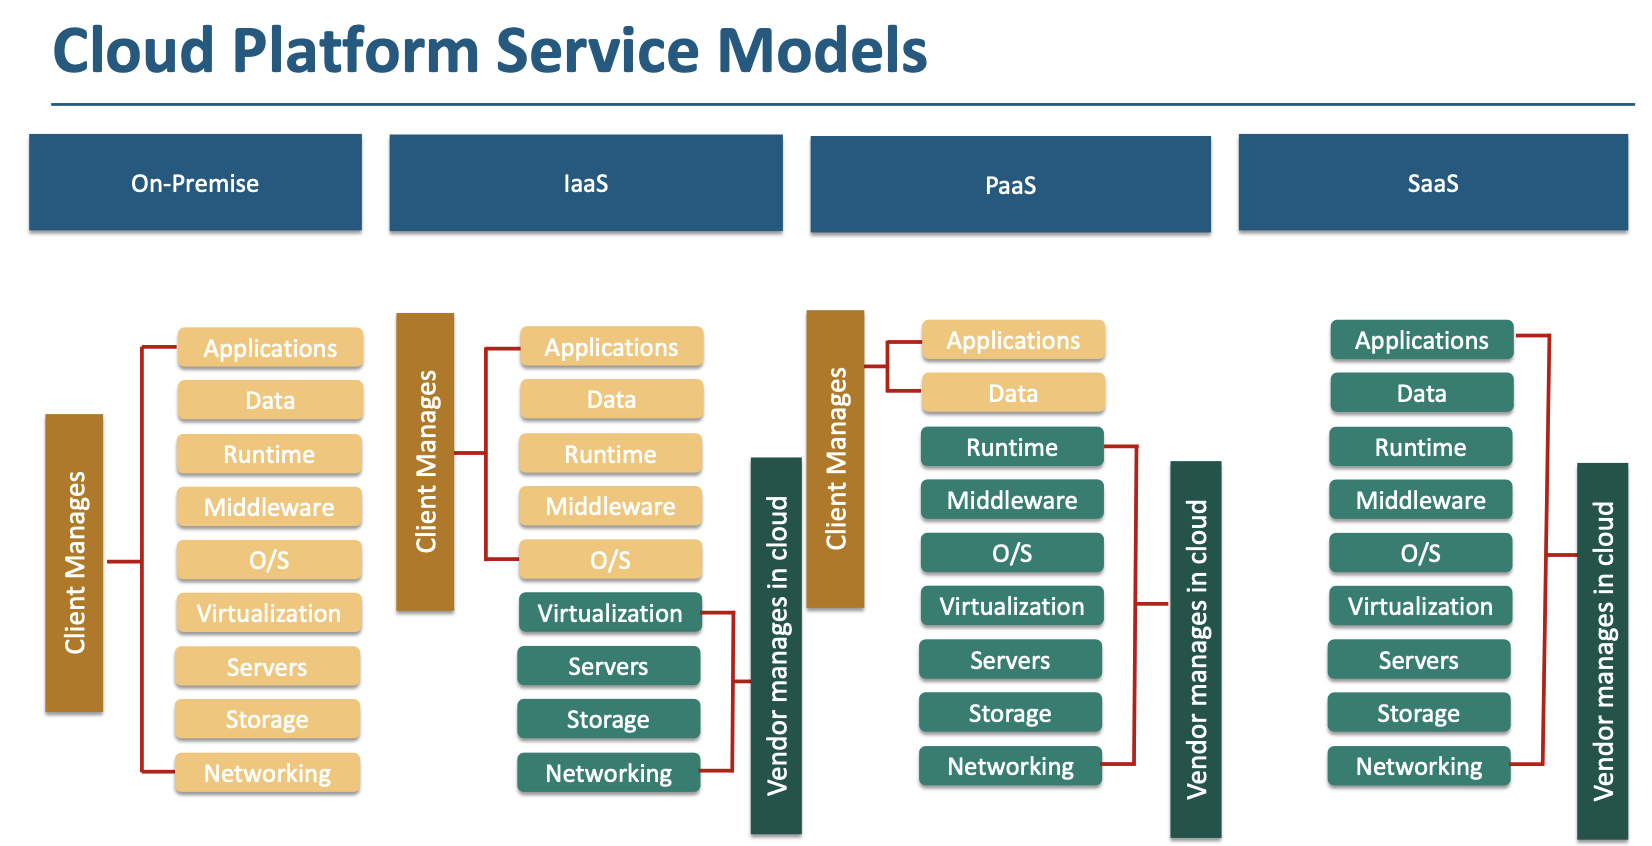 Cloud Platform Service Models
On-Premise
IaaS
PaaS
SaaS
Client Manages
Applications
Data
Runtime
Middleware
O/S
Virtualization
Servers
Storage
Networking
Client Manages
Applications
Data
Runtime
Middleware
O/S
Virtualization
Servers
Storage
Networking
Vendor manages in cloud
Client Manages
Applications
Data
Runtime
Middleware
O/S
Virtualization
Servers
Storage
Networking
Vendor manages in cloud
Applications
Data
Runtime
Middleware
O/S
Virtualization
Servers
Storage
Networking
Vendor manages in cloud